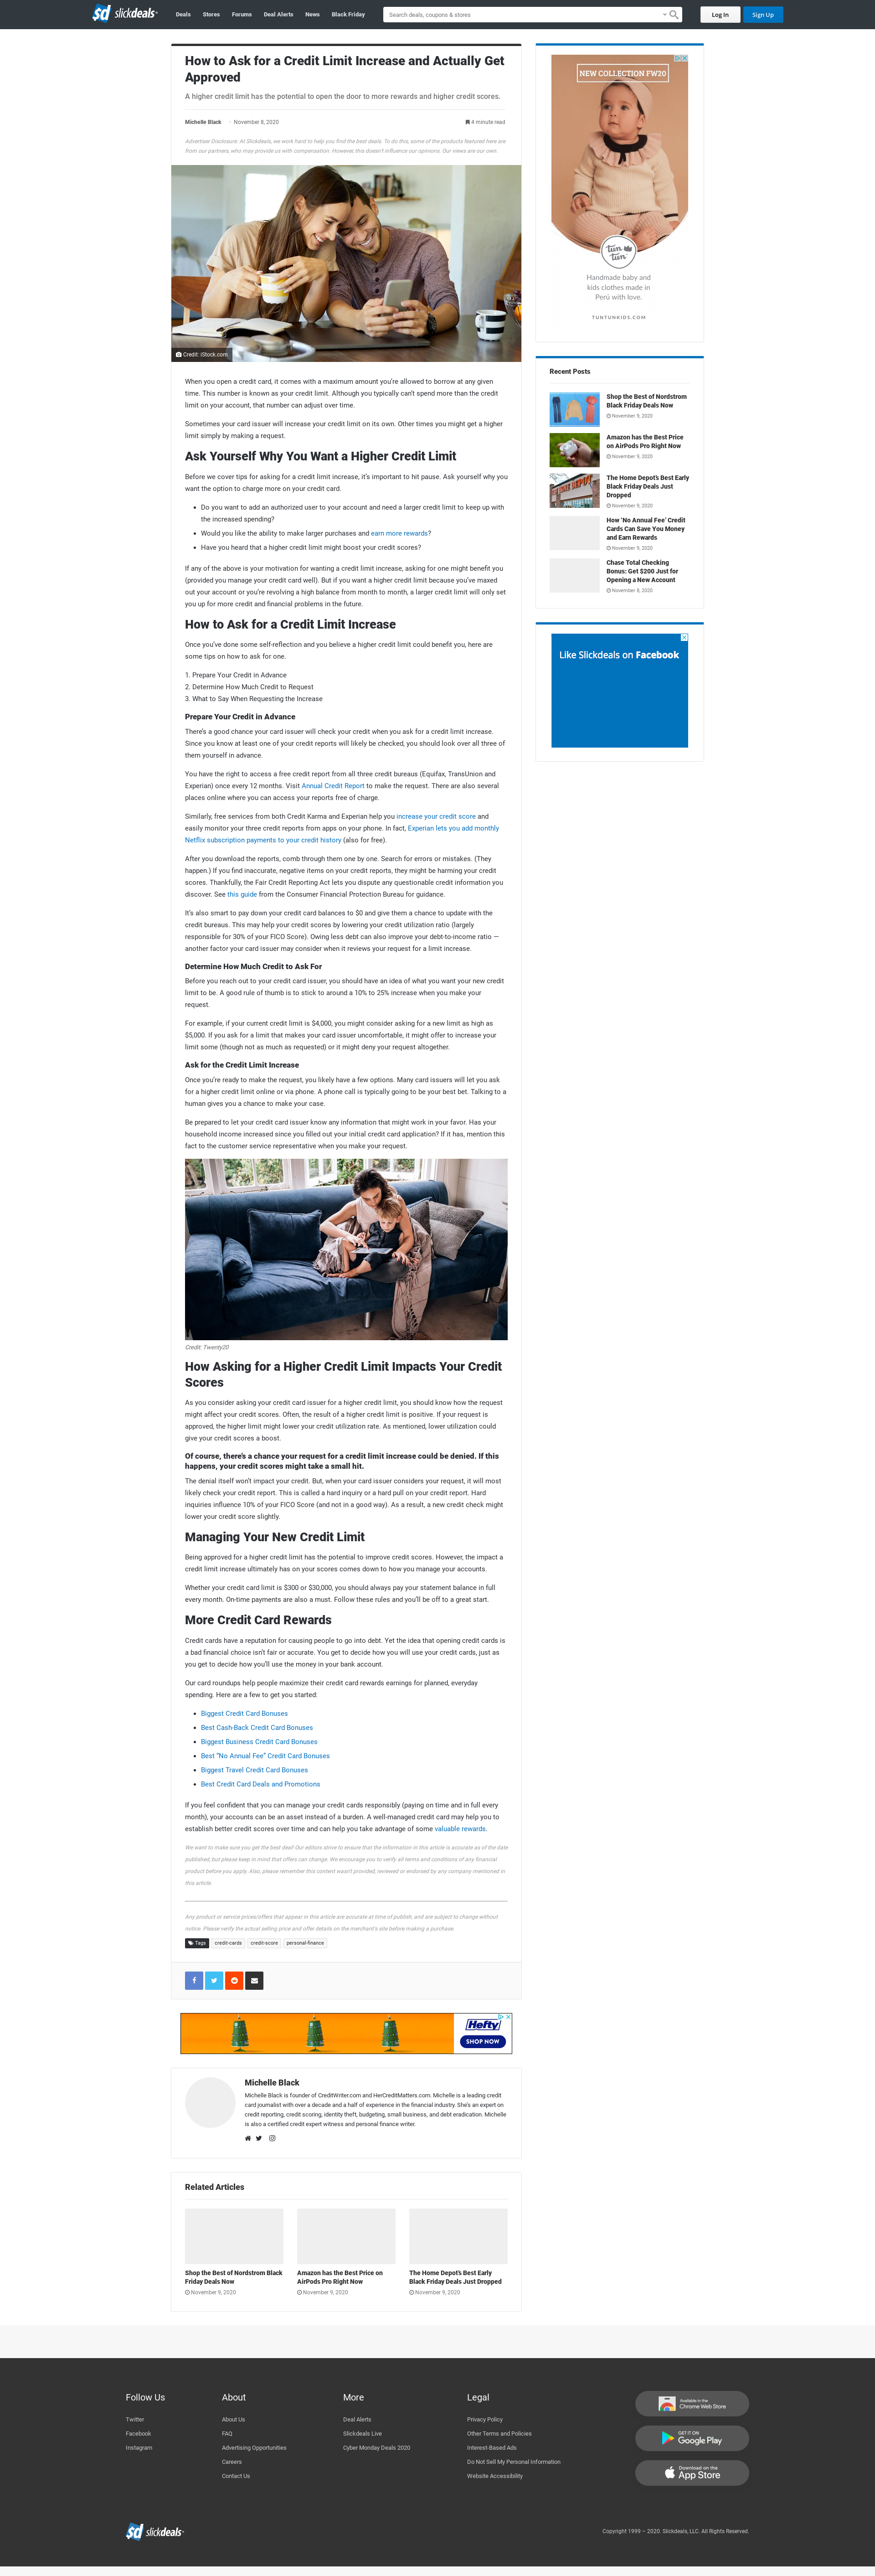 sd slickdeals
Deals Stores Forums Deal Alerts News Black Friday
Search deals, coupons & stores
Log In Sign Up
How to Ask for a Credit Limit Increase and Actually Get
Approved
A higher credit limit has the potential to open the door to more rewards and higher credit scores.
Michelle Black · November 8, 2020 4 minute read
Advertiser Disclosure: At Slickdeals, we work hard to help you find the best deals. To do this, some of the products featured here are
from our partners, who may provide us with compensation. However, this doesn't influence our opinions. Our views are our own.
Credit: iStock.com
When you open a credit card, it comes with a maximum amount you're allowed to borrow at any given
time. This number is known as your credit limit. Although you typically can't spend more than the credit
limit on your account, that number can adjust over time.
Sometimes your card issuer will increase your credit limit on its own. Other times you might get a higher
limit simply by making a request.
Ask Yourself Why You Want a Higher Credit Limit
Before we cover tips for asking for a credit limit increase, it's important to hit pause. Ask yourself why you
want the option to charge more on your credit card.
• Do you want to add an authorized user to your account and need a larger credit limit to keep up with
the increased spending?
• Would you like the ability to make larger purchases and earn more rewards?
• Have you heard that a higher credit limit might boost your credit scores?
If any of the above is your motivation for wanting a credit limit increase, asking for one might benefit you
(provided you manage your credit card well). But if you want a higher credit limit because you've maxed
out your account or you're revolving a high balance from month to month, a larger credit limit will only set
you up for more credit and financial problems in the future.
How to Ask for a Credit Limit Increase
Once you've done some self-reflection and you believe a higher credit limit could benefit you, here are
some tips on how to ask for one.
1. Prepare Your Credit in Advance
2. Determine How Much Credit to Request
3. What to Say When Requesting the Increase
Prepare Your Credit in Advance
There's a good chance your card issuer will check your credit when you ask for a credit limit increase.
Since you know at least one of your credit reports will likely be checked, you should look over all three of
them yourself in advance.
You have the right to access a free credit report from all three credit bureaus (Equifax, TransUnion and
Experian) once every 12 months. Visit Annual Credit Report to make the request. There are also several
places online where you can access your reports free of charge.
Similarly, free services from both Credit Karma and Experian help you increase your credit score and
easily monitor your three credit reports from apps on your phone. In fact, Experian lets you add monthly
Netflix subscription payments to your credit history (also for free).
After you download the reports, comb through them one by one. Search for errors or mistakes. (They
happen.) If you find inaccurate, negative items on your credit reports, they might be harming your credit
scores. Thankfully, the Fair Credit Reporting Act lets you dispute any questionable credit information you
discover. See this guide from the Consumer Financial Protection Bureau for guidance.
It's also smart to pay down your credit card balances to $0 and give them a chance to update with the
credit bureaus. This may help your credit scores by lowering your credit utilization ratio (largely
responsible for 30% of your FICO Score). Owing less debt can also improve your debt-to-income ratio —
another factor your card issuer may consider when it reviews your request for a limit increase.
Determine How Much Credit to Ask For
Before you reach out to your credit card issuer, you should have an idea of what you want your new credit
limit to be. A good rule of thumb is to stick to around a 10% to 25% increase when you make your
request.
For example, if your current credit limit is $4,000, you might consider asking for a new limit as high as
$5,000. If you ask for a limit that makes your card issuer uncomfortable, it might offer to increase your
limit some (though not as much as requested) or it might deny your request altogether.
Ask for the Credit Limit Increase
Once you're ready to make the request, you likely have a few options. Many card issuers will let you ask
for a higher credit limit online or via phone. A phone call is typically going to be your best bet. Talking to a
human gives you a chance to make your case.
Be prepared to let your credit card issuer know any information that might work in your favor. Has your
household income increased since you filled out your initial credit card application? If it has, mention this
fact to the customer service representative when you make your request.
Credit: Twenty20
How Asking for a Higher Credit Limit Impacts Your Credit
Scores
As you consider asking your credit card issuer for a higher credit limit, you should know how the request
might affect your credit scores. Often, the result of a higher credit limit is positive. If your request is
approved, the higher limit might lower your credit utilization rate. As mentioned, lower utilization could
give your credit scores a boost.
Of course, there's a chance your request for a credit limit increase could be denied. If this
happens, your credit scores might take a small hit.
The denial itself won't impact your credit. But, when your card issuer considers your request, it will most
likely check your credit report. This is called a hard inquiry or a hard pull on your credit report. Hard
inquiries influence 10% of your FICO Score (and not in a good way). As a result, a new credit check might
lower your credit score slightly.
Managing Your New Credit Limit
Being approved for a higher credit limit has the potential to improve credit scores. However, the impact a
credit limit increase ultimately has on your scores comes down to how you manage your accounts.
Whether your credit card limit is $300 or $30,000, you should always pay your statement balance in full
every month. On-time payments are also a must. Follow these rules and you'll be off to a great start.
More Credit Card Rewards
Credit cards have a reputation for causing people to go into debt. Yet the idea that opening credit cards is
a bad financial choice isn't fair or accurate. You get to decide how you will use your credit cards, just as
you get to decide how you'll use the money in your bank account.
Our card roundups help people maximize their credit card rewards earnings for planned, everyday
spending. Here are a few to get you started:
• Biggest Credit Card Bonuses
• Best Cash-Back Credit Card Bonuses
• Biggest Business Credit Card Bonuses
• Best "No Annual Fee" Credit Card Bonuses
• Biggest Travel Credit Card Bonuses
• Best Credit Card Deals and Promotions
If you feel confident that you can manage your credit cards responsibly (paying on time and in full every
month), your accounts can be an asset instead of a burden. A well-managed credit card may help you to
establish better credit scores over time and can help you take advantage of some valuable rewards.
We want to make sure you get the best deal! Our editors strive to ensure that the information in this article is accurate as of the date
published, but please keep in mind that offers can change. We encourage you to verify all terms and conditions of any financial
product before you apply. Also, please remember this content wasn't provided, reviewed or endorsed by any company mentioned in
this article.
Any product or service prices/offers that appear in this article are accurate at time of publish, and are subject to change without
notice. Please verify the actual selling price and offer details on the merchant's site before making a purchase.
Tags credit-cards credit-score personal-finance
Hefty
SHOP NOW
Michelle Black
Michelle Black is founder of CreditWriter.com and HerCreditMatters.com. Michelle is a leading credit
card journalist with over a decade and a half of experience in the financial industry. She's an expert on
credit reporting, credit scoring, identity theft, budgeting, small business, and debt eradication. Michelle
is also a certified credit expert witness and personal finance writer.
Related Articles
Shop the Best of Nordstrom Black
Friday Deals Now
November 9, 2020
Amazon has the Best Price on
AirPods Pro Right Now
November 9, 2020
The Home Depot's Best Early
Black Friday Deals Just Dropped
November 9, 2020
NEW COLLECTION FW20
tun tun
Handmade baby and
kids clothes made in
Perú with love.
TUNTUNKIDS.COM
Recent Posts
Shop the Best of Nordstrom
Black Friday Deals Now
November 9, 2020
Amazon has the Best Price
on AirPods Pro Right Now
November 9, 2020
The Home Depot's Best Early
Black Friday Deals Just
Dropped
November 9, 2020
How 'No Annual Fee' Credit
Cards Can Save You Money
and Earn Rewards
November 9, 2020
Chase Total Checking
Bonus: Get $200 Just for
Opening a New Account
November 8, 2020
Like Slickdeals on Facebook
Follow Us
Twitter
Facebook
Instagram
About
About Us
FAQ
Advertising Opportunities
Careers
Contact Us
More
Deal Alerts
Slickdeals Live
Cyber Monday Deals 2020
Legal
Privacy Policy
Other Terms and Policies
Interest-Based Ads
Do Not Sell My Personal Information
Website Accessibility
Available in the
Chrome Web Store
GET IT ON
Google Play
Download on the
App Store
sd slickdeals
Copyright 1999 – 2020. Slickdeals, LLC. All Rights Reserved.